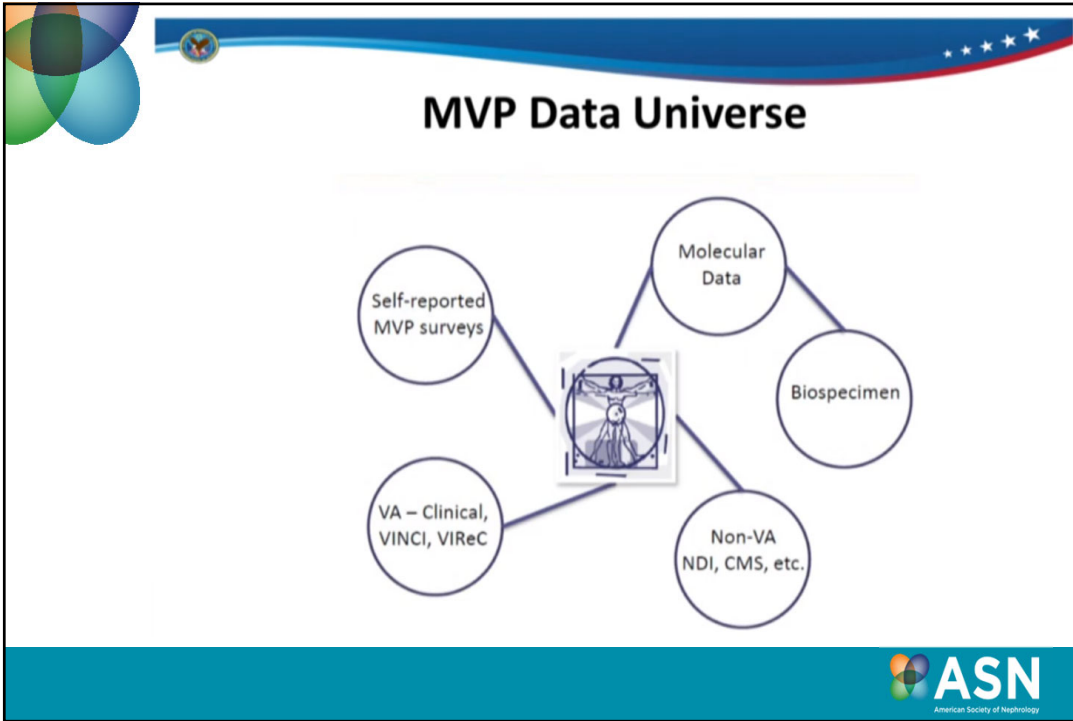 MVP Data Universe
Molecular
Data
Self-reported
MVP surveys
Biospecimen
VA – Clinical,
VINCI, VIReC
Non-VA
NDI, CMS, etc.
ASN
American Society of Nephrology